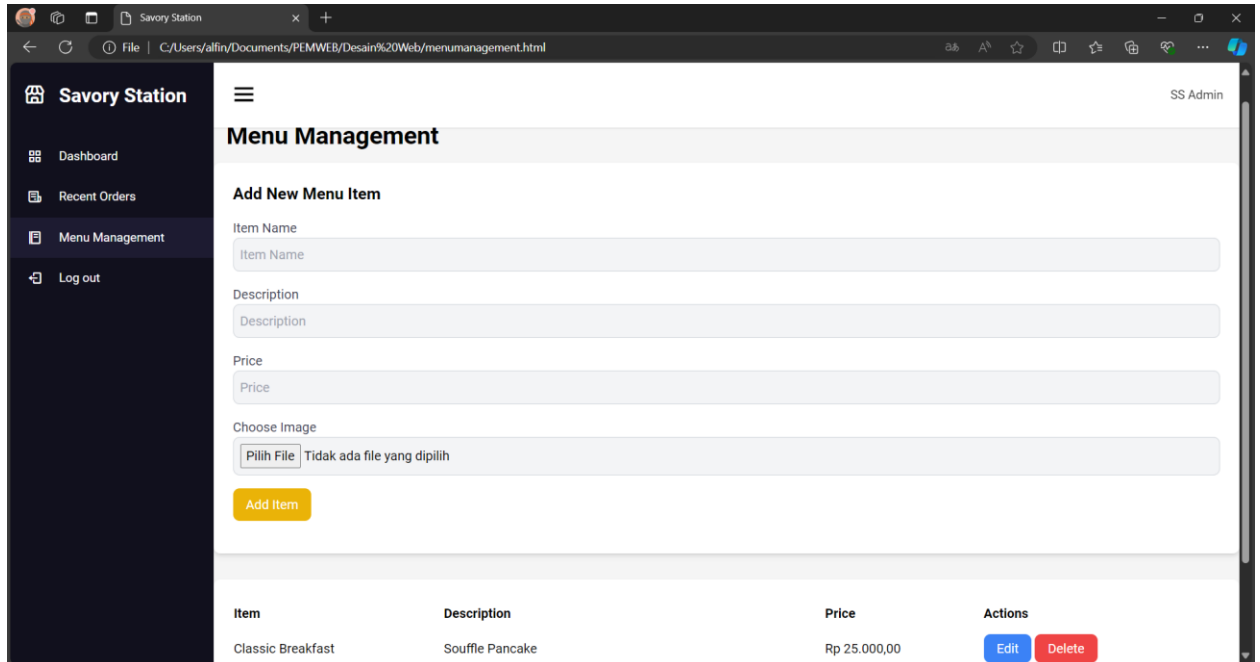 Savory Station
File | C:/Users/alfin/Documents/PEMWEB/Desain%20Web/menumanagement.html
Savory Station
SS Admin
Dashboard
Recent Orders
Menu Management
Log out
Menu Management
Add New Menu Item
Item Name
Item Name
Description
Description
Price
Price
Choose Image
Pilih File Tidak ada file yang dipilih
Add Item
Item Description Price Actions
Classic Breakfast Souffle Pancake Rp 25.000,00 Edit Delete